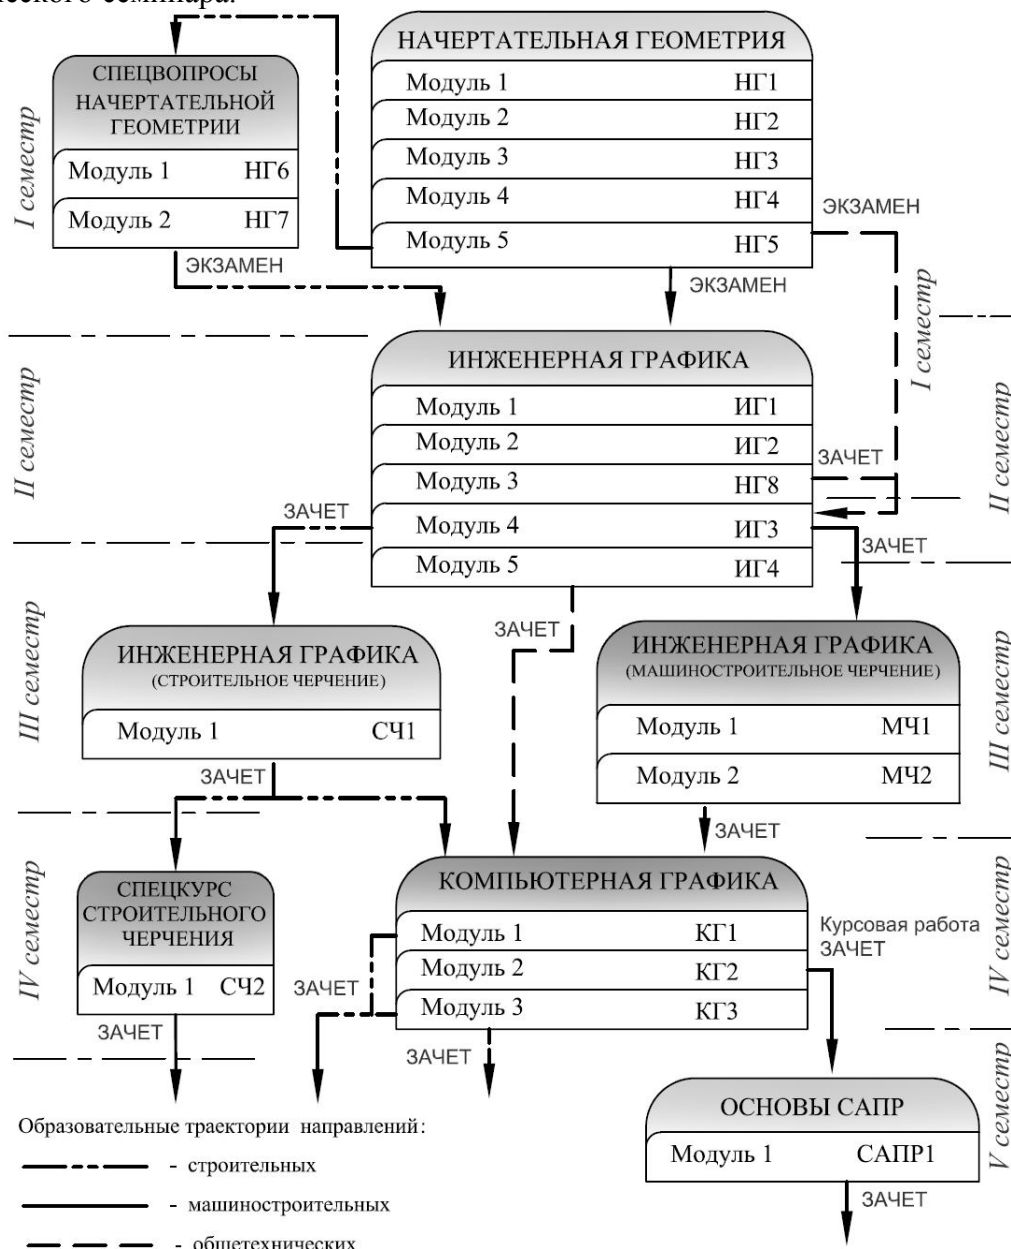 ческого семинара.
НАЧЕРТАТЕЛЬНАЯ ГЕОМЕТРИЯ
Модуль 1 НГ1
Модуль 2 НГ2
Модуль 3 НГ3
Модуль 4 НГ4
Модуль 5 НГ5
СПЕЦВОПРОСЫ
НАЧЕРТАТЕЛЬНОЙ
ГЕОМЕТРИИ
Модуль 1 НГ6
Модуль 2 НГ7
I семестр
ЭКЗАМЕН
ЭКЗАМЕН
ЭКЗАМЕН
I семестр
ИНЖЕНЕРНАЯ ГРАФИКА
Модуль 1 ИГ1
Модуль 2 ИГ2
Модуль 3 НГ8
Модуль 4 ИГ3
Модуль 5 ИГ4
II семестр
II семестр
ЗАЧЕТ
ЗАЧЕТ
ЗАЧЕТ
ЗАЧЕТ
ИНЖЕНЕРНАЯ ГРАФИКА
(СТРОИТЕЛЬНОЕ ЧЕРЧЕНИЕ)
Модуль 1 СЧ1
ИНЖЕНЕРНАЯ ГРАФИКА
(МАШИНОСТРОИТЕЛЬНОЕ ЧЕРЧЕНИЕ)
Модуль 1 МЧ1
Модуль 2 МЧ2
III семестр
III семестр
ЗАЧЕТ
ЗАЧЕТ
СПЕЦКУРС
СТРОИТЕЛЬНОГО
ЧЕРЧЕНИЯ
Модуль 1 СЧ2
КОМПЬЮТЕРНАЯ ГРАФИКА
Модуль 1 КГ1
Модуль 2 КГ2
Модуль 3 КГ3
Курсовая работа
ЗАЧЕТ
IV семестр
IV семестр
ЗАЧЕТ
ЗАЧЕТ
ЗАЧЕТ
ОСНОВЫ САПР
Модуль 1 САПР1
V семестр
ЗАЧЕТ
Образовательные траектории направлений:
- строительных
- машиностроительных
- общетехнических